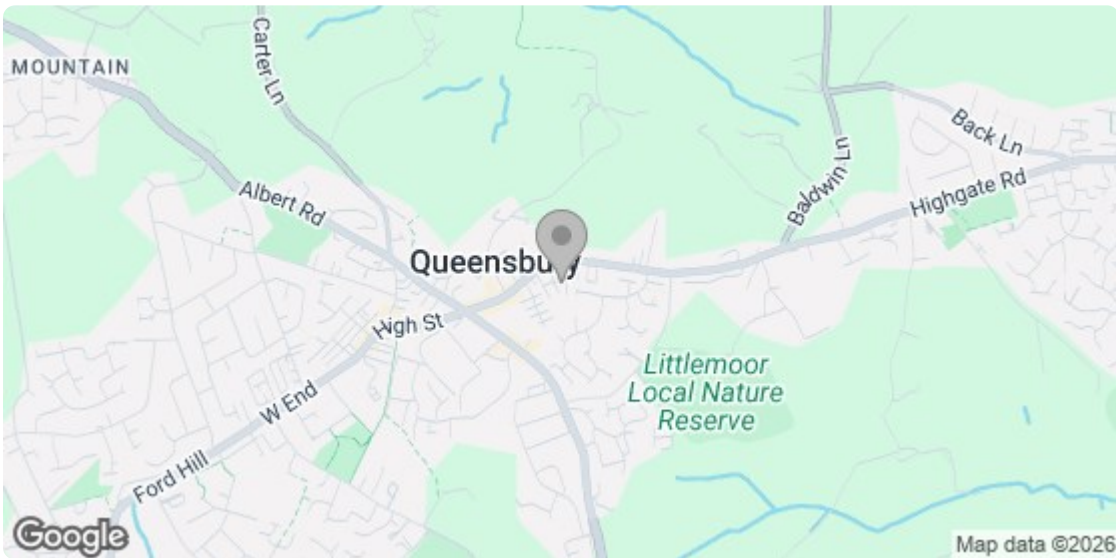 MOUNTAIN
Carter Ln
Albert Rd
Back Ln
Baldwin Ln
Highgate Rd
Queensbury
High St
W End
Ford Hill
Littlemoor
Local Nature
Reserve
Google
Map data ©2026